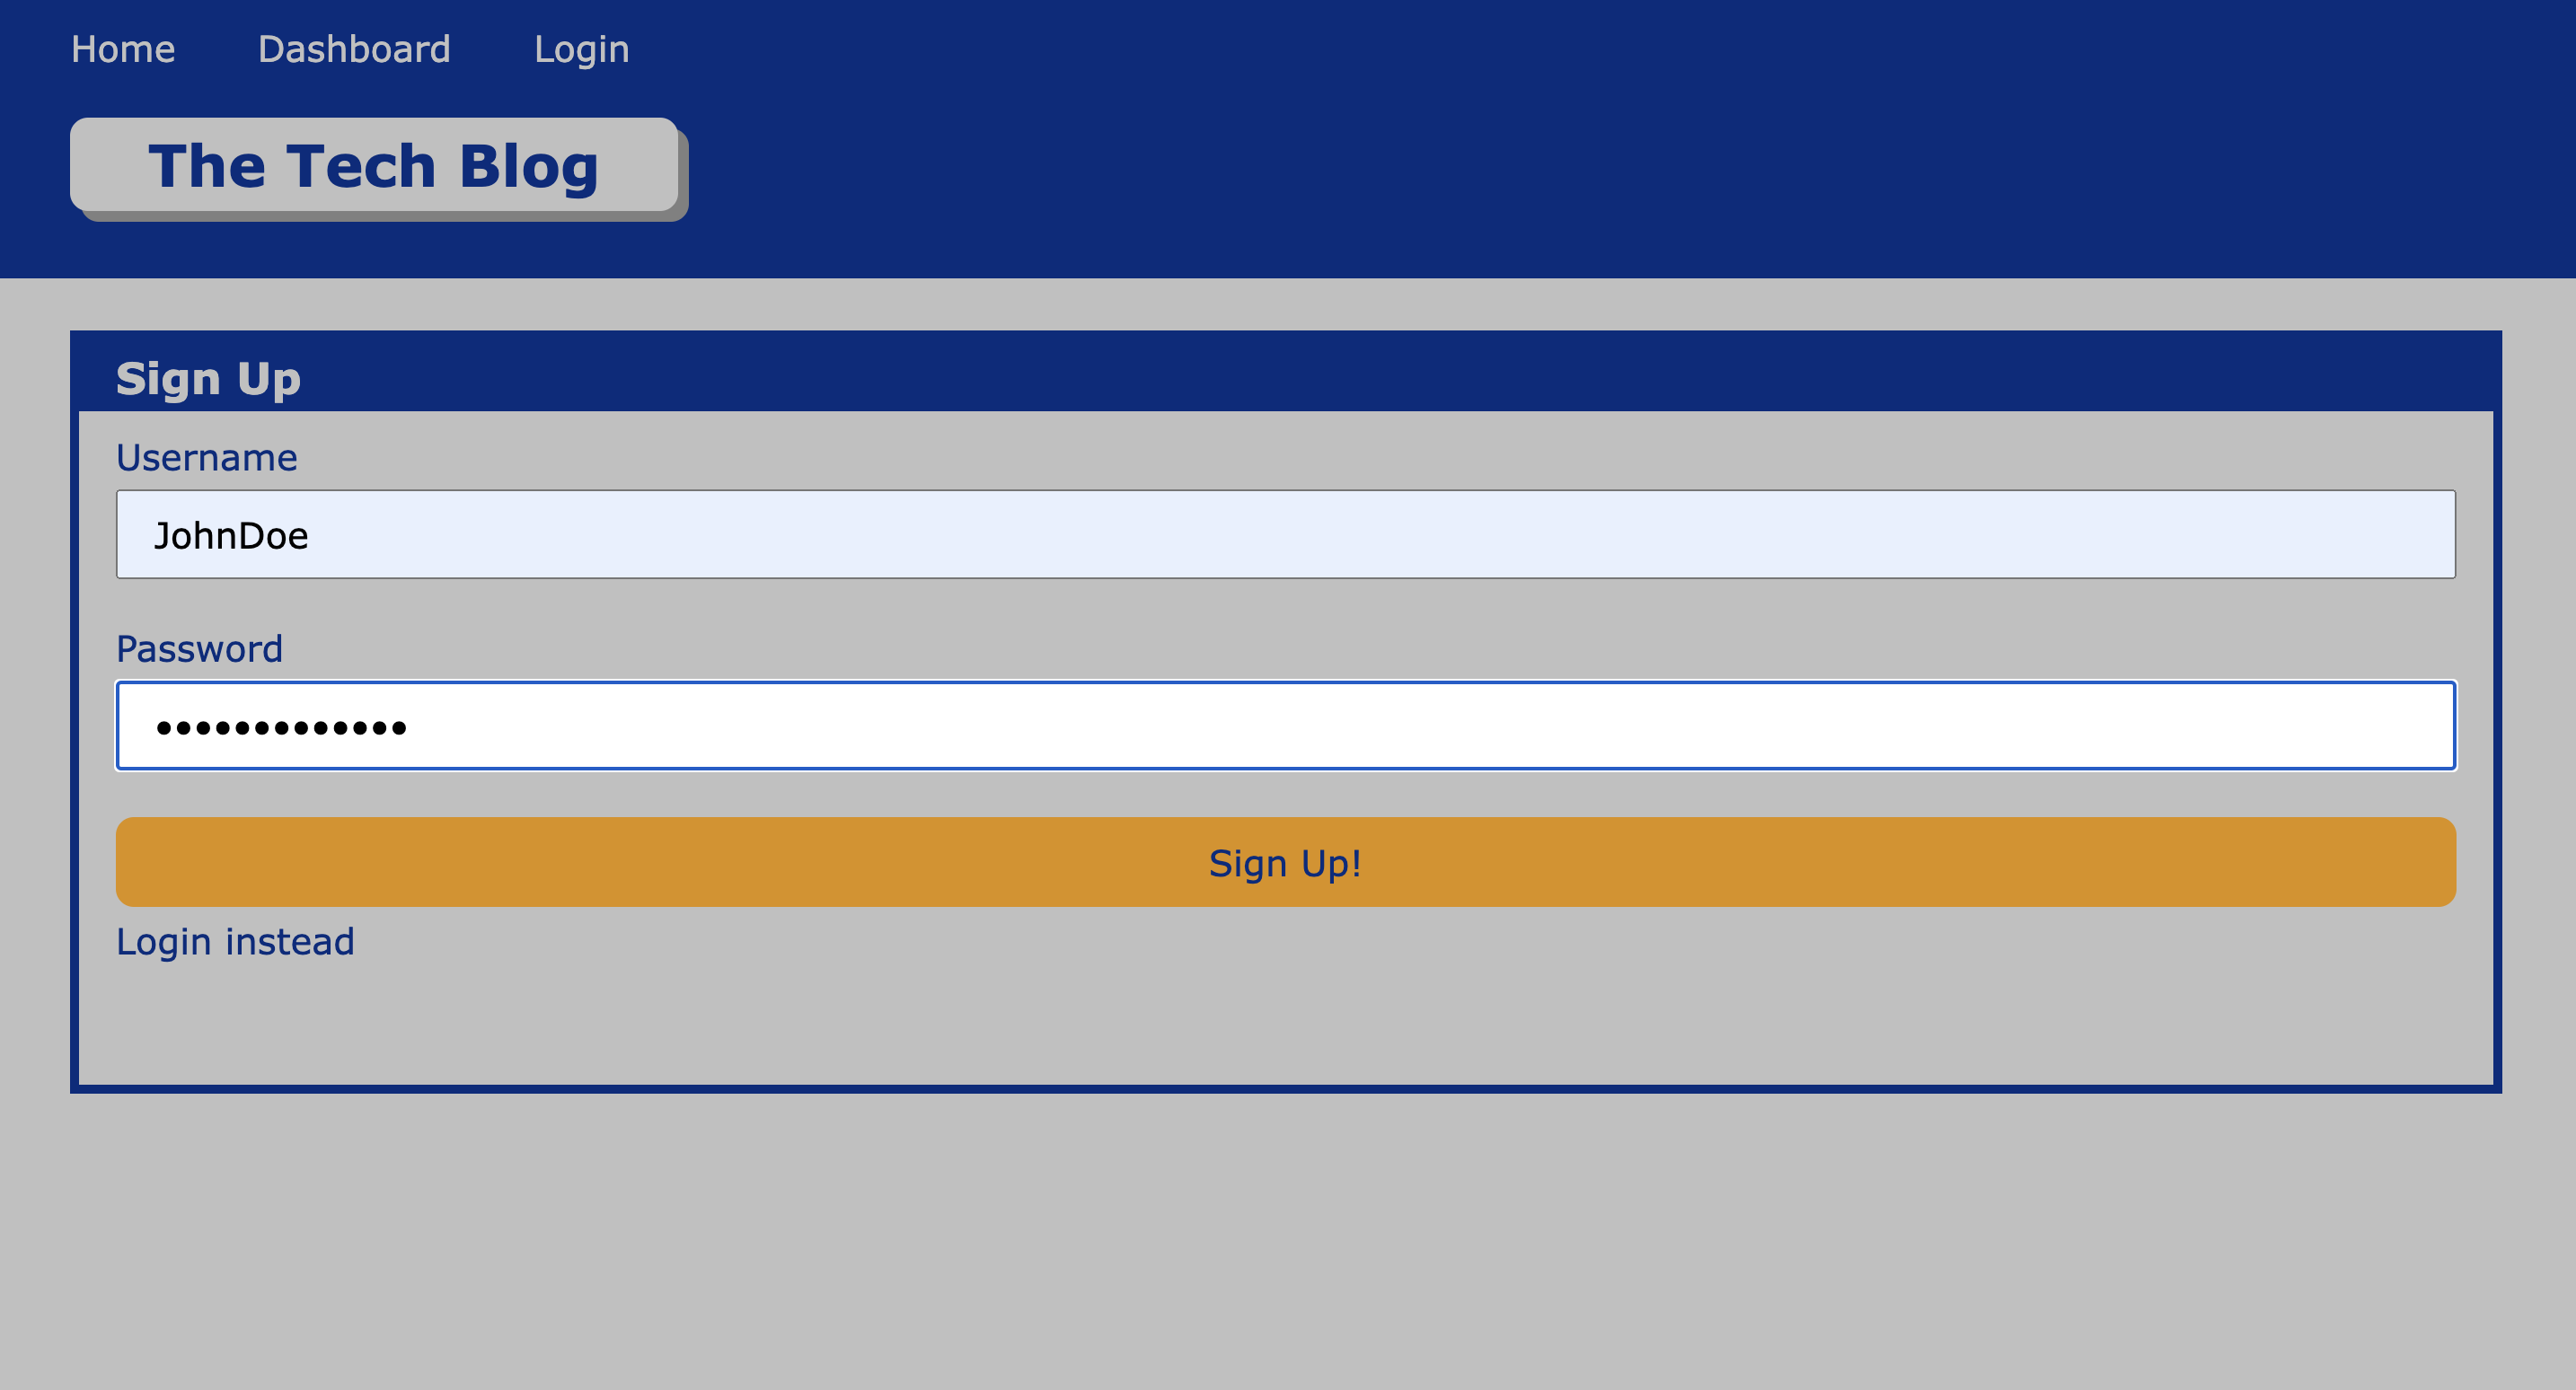 Home Dashboard Login
The Tech Blog
Sign Up
Username
JohnDoe
Password
•••••••••••••
Sign Up!
Login instead